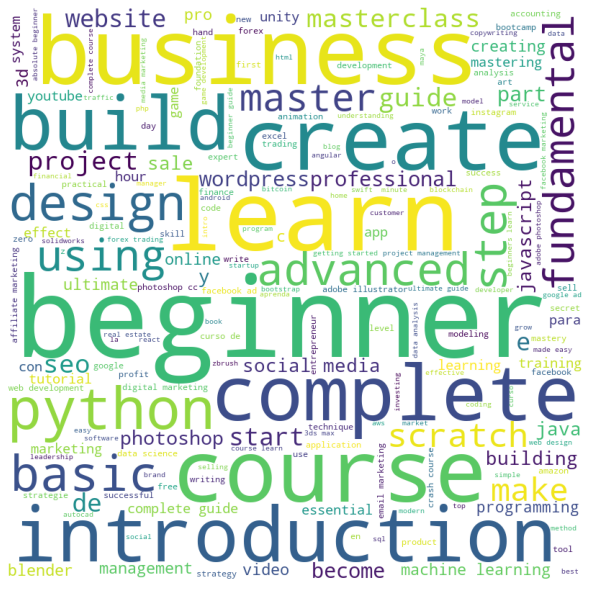 website pro unity masterclass accounting
system 3d absolute beginner complete course
business
new hand forex first
creating mastering analysis
copywriting bootcamp data
youtube traffic media marketing game foundation game development
html development maya
art part
build create
master guide
fundamental
php day animation understanding model work service instagram
project sale hour expert excel trading angular blog
beginner guide success facebook marketing
wordpress professional
design learn step
effect financial practical manager digital css
finance bitcoin home swift minute blockchain
javascript adobe photoshop
zero solidworks forex trading skill intro code android program customer app
using online y c
advanced
beginners learn
ultimate photoshop cc write startup facebook ad bootstrap aprenda
getting started project management
adobe illustrator ultimate guide developer
sell google ad
affiliate marketing
beginner
real estate la react book curso de
entrepreneur level data analysis modeling
secret para grow mastery made easy
con seo google social media learning e training
tutorial web development digital marketing profit zbrush
investing effective coding curso facebook
complete
python
easy software photoshop start technique 3ds max application
aws market scratch java web design
marketing data science course learn use
basic building
leadership brand selling writing
email marketing crash course simple amazon
de strategie successful free make
autocad complete guide essential modern top programming
course
introduction
social en sql product method tool
blender management strategy video become machine learning best